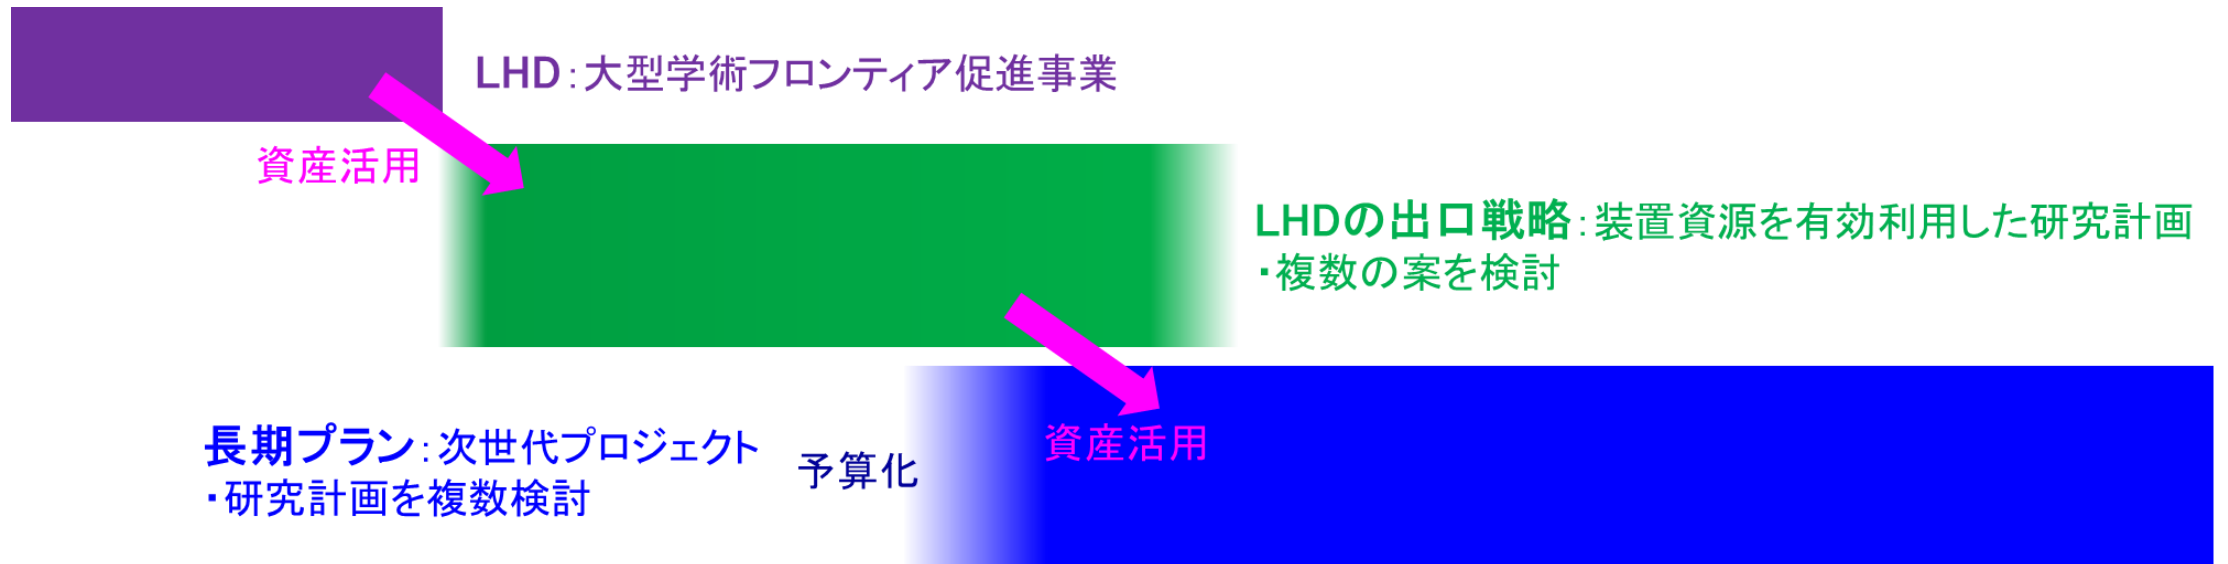 LHD：大型学術フロンティア促進事業
資産活用
LHDの出口戦略：装置資源を有効利用した研究計画
・複数の案を検討
長期プラン：次世代プロジェクト
・研究計画を複数検討
予算化
資産活用